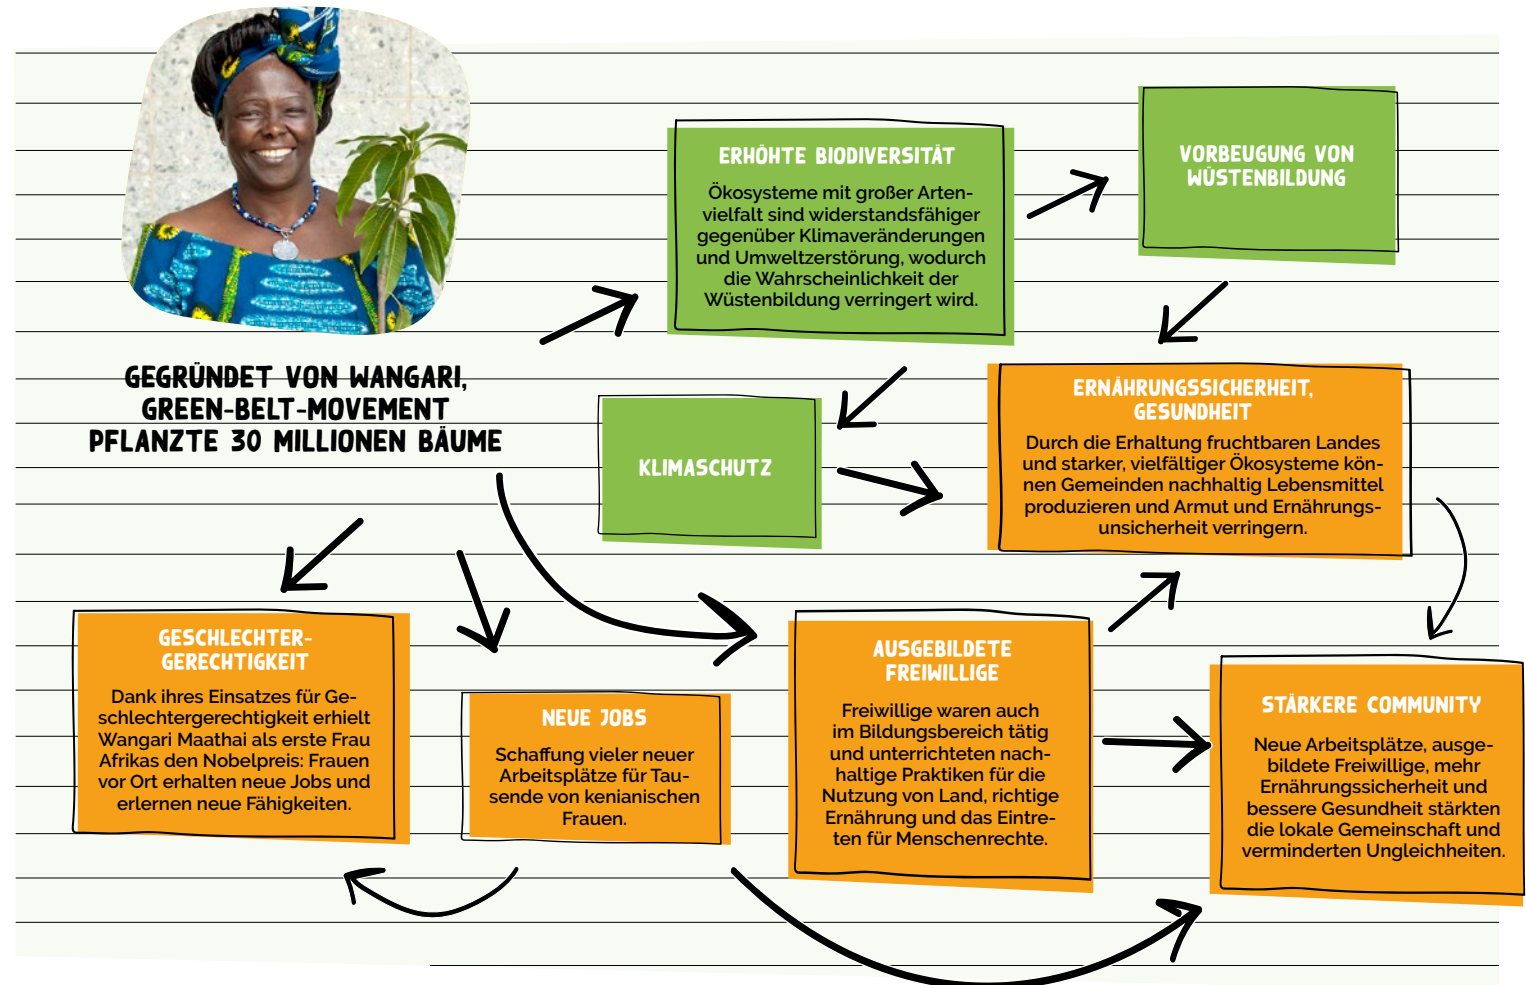 GEGRÜNDET VON WANGARI,
GREEN-BELT-MOVEMENT
PFLANZTE 30 MILLIONEN BÄUME
ERHÖHTE BIODIVERSITÄT
Ökosysteme mit großer Arten-
vielfalt sind widerstandsfähiger
gegenüber Klimaveränderungen
und Umweltzerstörung, wodurch
die Wahrscheinlichkeit der
Wüstenbildung verringert wird.
VORBEUGUNG VON
WÜSTENBILDUNG
KLIMASCHUTZ
ERNÄHRUNGSSICHERHEIT,
GESUNDHEIT
Durch die Erhaltung fruchtbaren Landes
und starker, vielfältiger Ökosysteme kön-
nen Gemeinden nachhaltig Lebensmittel
produzieren und Armut und Ernährungs-
unsicherheit verringern.
GESCHLECHTER-
GERECHTIGKEIT
Dank ihres Einsatzes für Ge-
schlechtergerechtigkeit erhielt
Wangari Maathai als erste Frau
Afrikas den Nobelpreis: Frauen
vor Ort erhalten neue Jobs und
erlernen neue Fähigkeiten.
NEUE JOBS
Schaffung vieler neuer
Arbeitsplätze für Tau-
sende von kenianischen
Frauen.
AUSGEBILDETE
FREIWILLIGE
Freiwillige waren auch
im Bildungsbereich tätig
und unterrichteten nach-
haltige Praktiken für die
Nutzung von Land, richtige
Ernährung und das Eintre-
ten für Menschenrechte.
STÄRKERE COMMUNITY
Neue Arbeitsplätze, ausge-
bildete Freiwillige, mehr
Ernährungssicherheit und
bessere Gesundheit stärkten
die lokale Gemeinschaft und
verminderten Ungleichheiten.